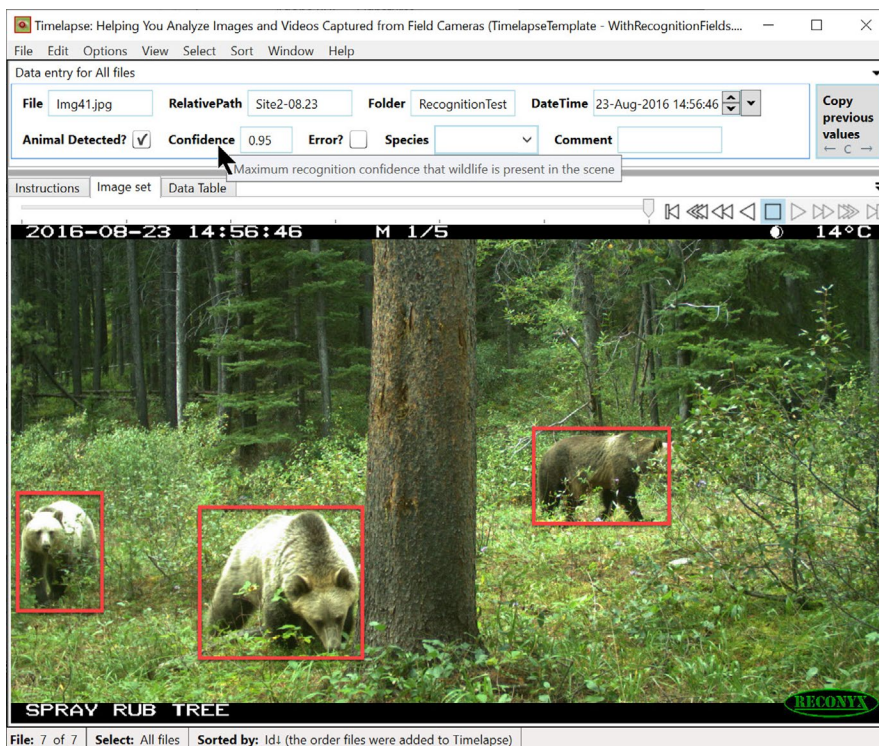 Timelapse: Helping You Analyze Images and Videos Captured from Field Cameras (TimelapseTemplate - WithRecognitionFields....
File Edit Options View Select Sort Window Help
Data entry for All files
File Img41.jpg RelativePath Site2-08.23 Folder RecognitionTest DateTime 23-Aug-2016 14:56:46
Copy previous values
← C →
Animal Detected? ✓ Confidence 0.95 Error? Species Comment
Maximum recognition confidence that wildlife is present in the scene
Instructions Image set Data Table
2016-08-23 14:56:46 M 1/5 14°C
SPRAY RUB TREE
RECONYX
File: 7 of 7 Select: All files Sorted by: Id↓ (the order files were added to Timelapse)